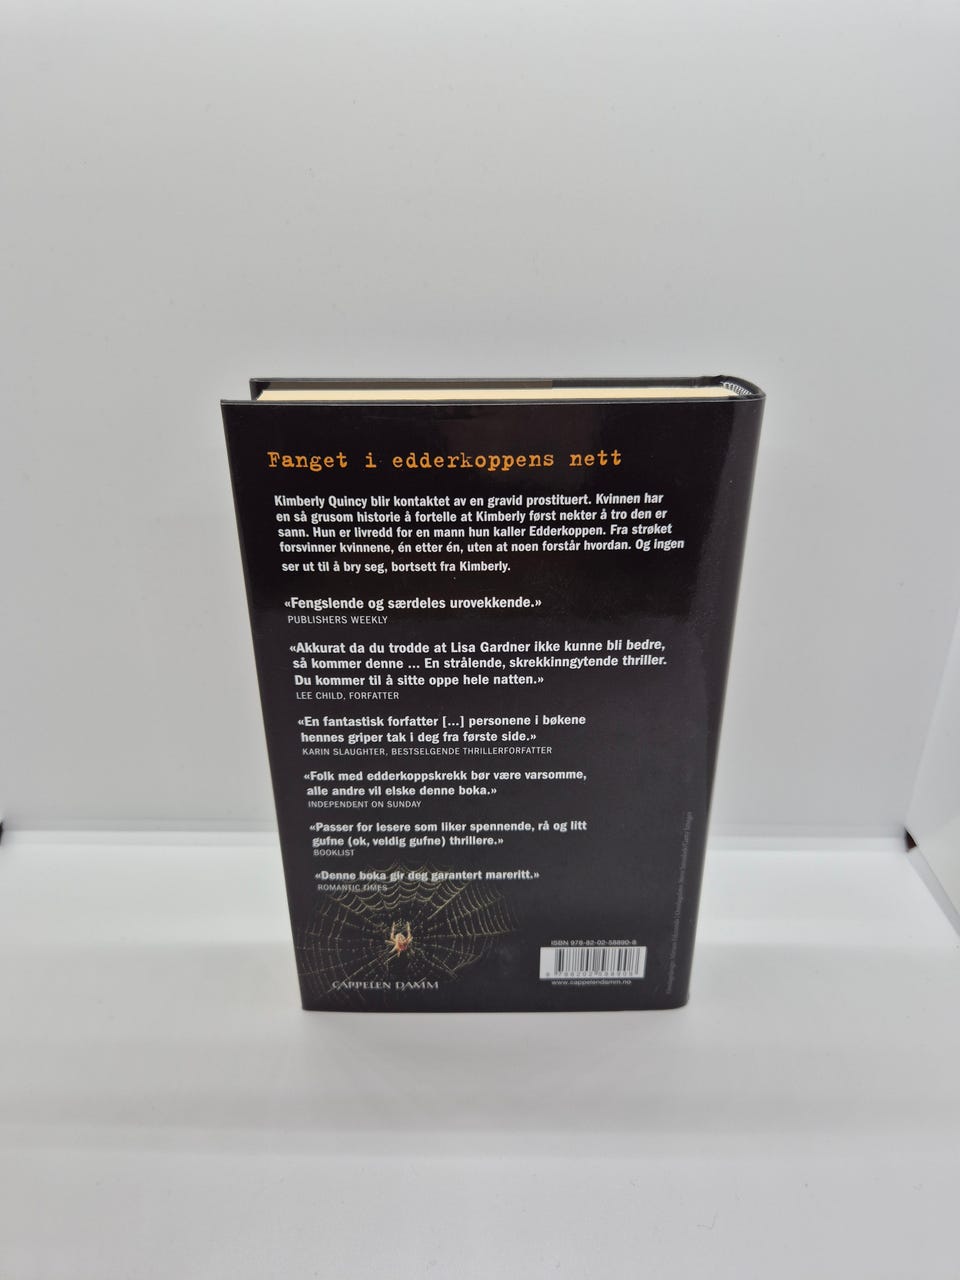 Fanget i edderkoppens nett
Kimberly Quincy blir kontaktet av en gravid prostituert. Kvinnen har
en så grusom historie å fortelle at Kimberly først nekter å tro den er
sann. Hun er livredd for en mann hun kaller Edderkoppen. Fra strøket
forsvinner kvinnene, én etter én, uten at noen forstår hvordan. Og ingen
ser ut til å bry seg, bortsett fra Kimberly.
«Fengslende og særdeles urovekkende.»
PUBLISHERS WEEKLY
«Akkurat da du trodde at Lisa Gardner ikke kunne bli bedre,
så kommer denne ... En strålende, skrekkinngytende thriller.
Du kommer til å sitte oppe hele natten.»
LEE CHILD, FORFATTER
«En fantastisk forfatter [...] personene i bøkene
hennes griper tak i deg fra første side.»
KARIN SLAUGHTER, BESTSELGENDE THRILLERFORFATTER
«Folk med edderkoppskrekk bør være varsomme,
alle andre vil elske denne boka.»
INDEPENDENT ON SUNDAY
«Passer for lesere som liker spennende, rå og litt
gufne (ok, veldig gufne) thrillere.»
BOOKLIST
«Denne boka gir deg garantert mareritt.»
ROMANTIC TIMES
CAPPELEN DAMM
ISBN 978-82-02-58890-8
9 788202 588908
www.cappelendamm.no